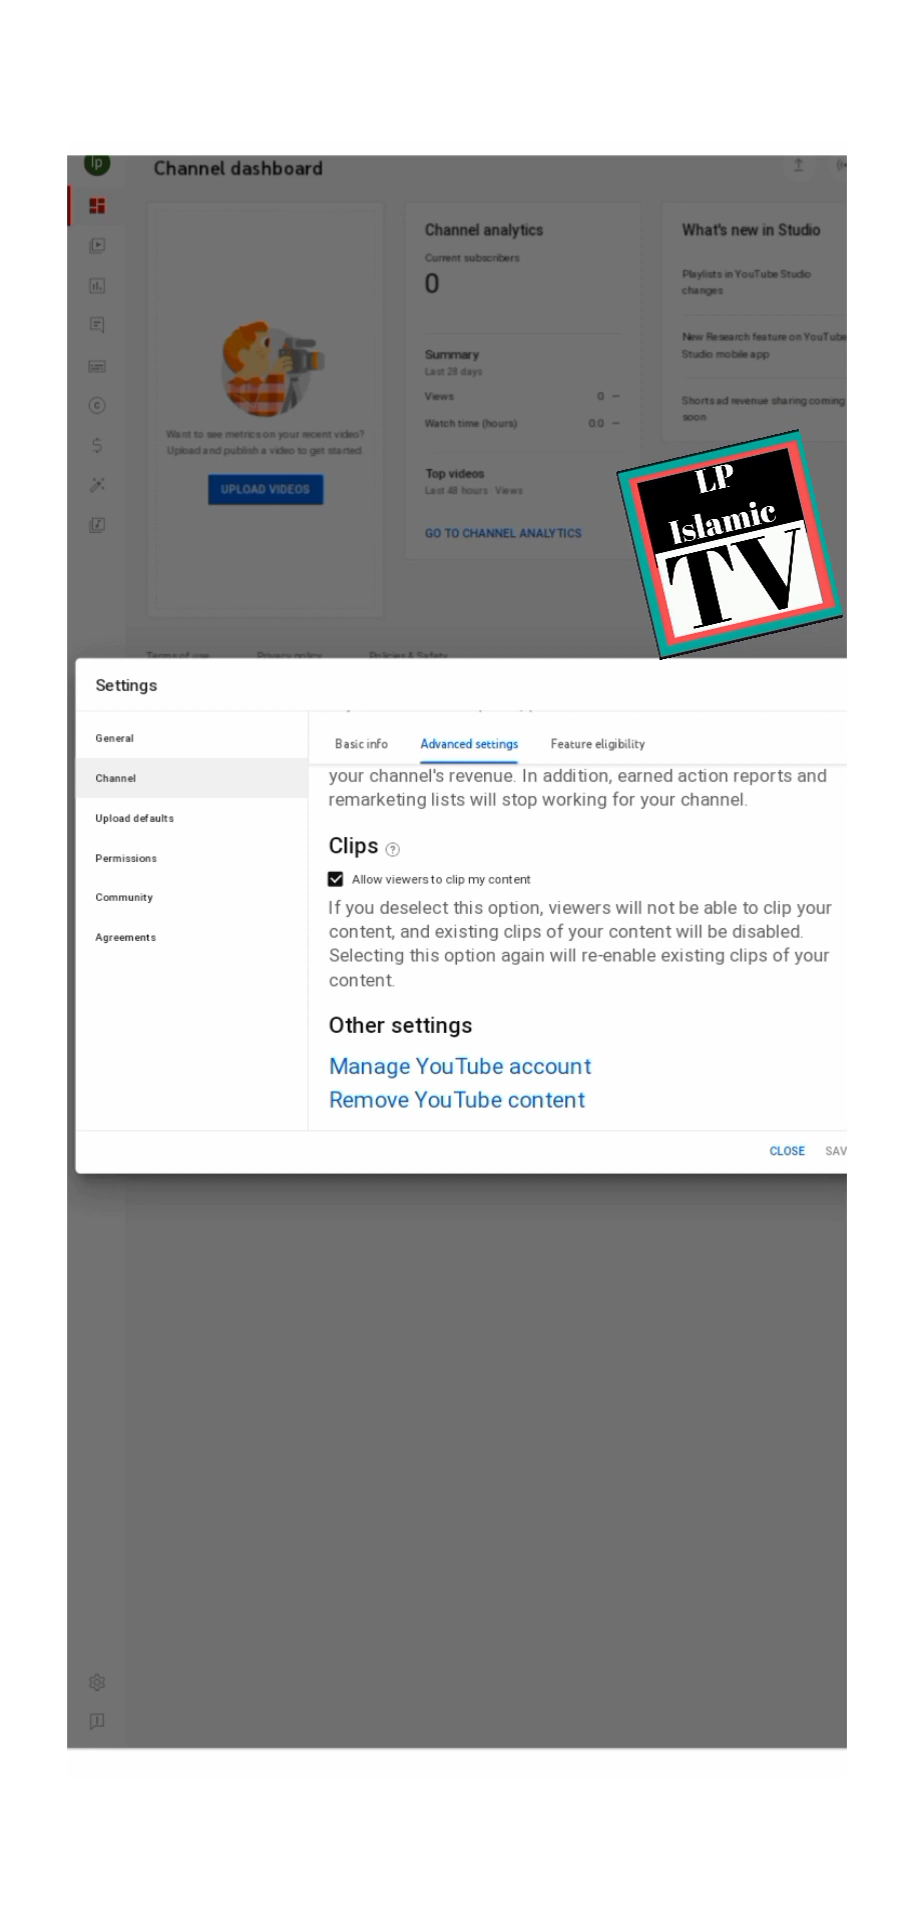 lp
Channel dashboard
Channel analytics
Current subscribers
0
Summary
Last 28 days
Views 0 —
Watch time (hours) 0.0 —
Top videos
Last 48 hours · Views
GO TO CHANNEL ANALYTICS
What's new in Studio
Playlists in YouTube Studio
changes
New Research feature on YouTube
Studio mobile app
Shorts ad revenue sharing coming
soon
Want to see metrics on your recent video?
Upload and publish a video to get started.
UPLOAD VIDEOS
LP
Islamic
TV
Terms of use Privacy policy Policies & Safety
Settings
General
Channel
Upload defaults
Permissions
Community
Agreements
Basic info Advanced settings Feature eligibility
your channel's revenue. In addition, earned action reports and
remarketing lists will stop working for your channel.
Clips ?
Allow viewers to clip my content
If you deselect this option, viewers will not be able to clip your
content, and existing clips of your content will be disabled.
Selecting this option again will re-enable existing clips of your
content.
Other settings
Manage YouTube account
Remove YouTube content
CLOSE SAV